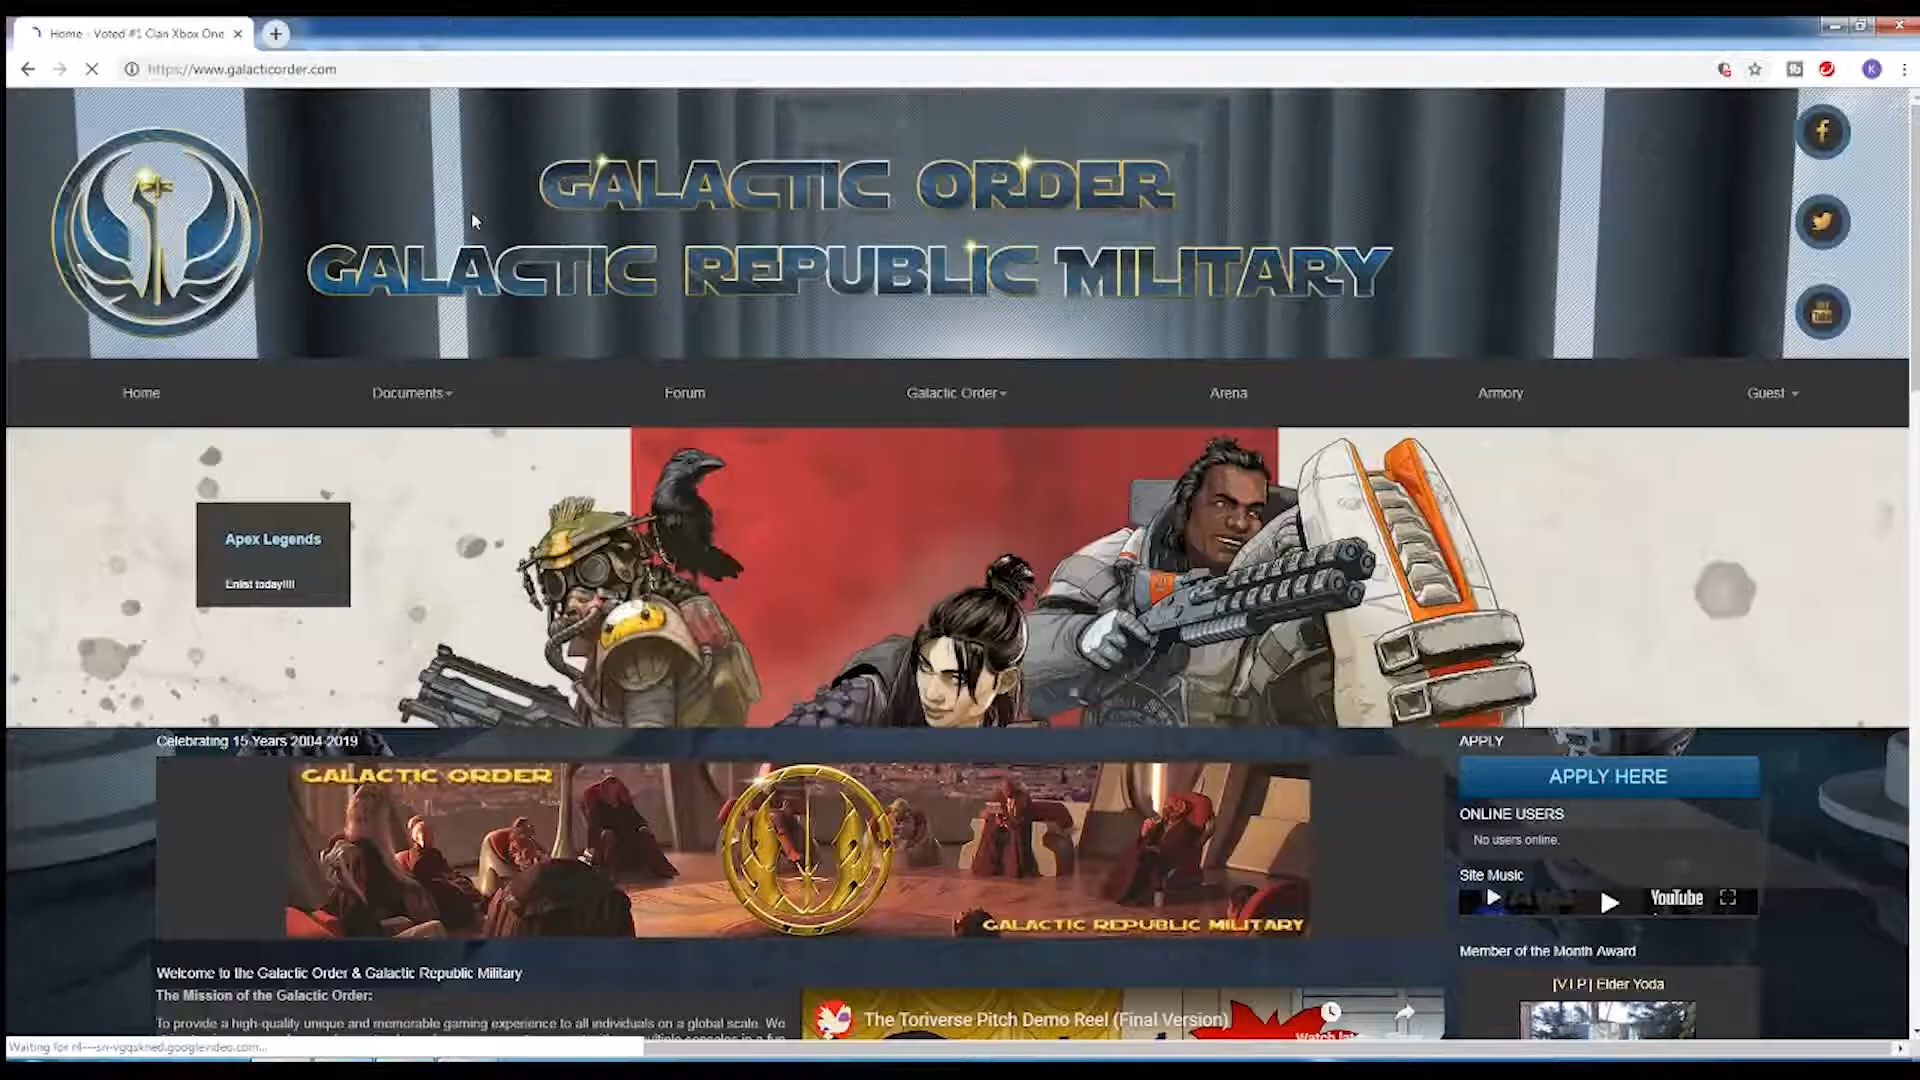 Home - Voted #1 Clan Xbox One
https://www.galacticorder.com
GALACTIC ORDER
GALACTIC REPUBLIC MILITARY
Home
Documents
Forum
Galactic Order
Arena
Armory
Guest
Apex Legends
Enlist today!!!!
Celebrating 15 Years 2004-2019
GALACTIC ORDER
GALACTIC REPUBLIC MILITARY
APPLY
APPLY HERE
ONLINE USERS
No users online.
Site Music
YouTube
Member of the Month Award
[V.I.P] Elder Yoda
Welcome to the Galactic Order & Galactic Republic Military
The Mission of the Galactic Order:
To provide a high-quality unique and memorable gaming experience to all individuals on a global scale. We
The Toriverse Pitch Demo Reel (Final Version)
Waiting for r4---sn-vgqskned.googlevideo.com...
K